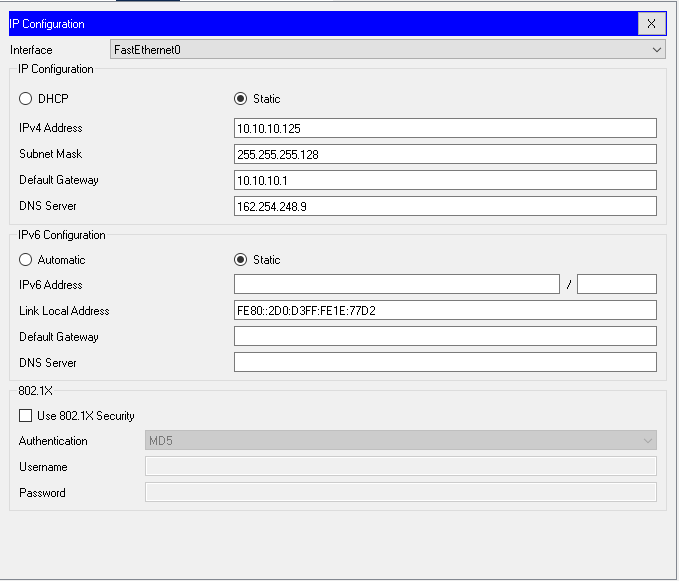 IP Configuration X
Interface FastEthernet0
IP Configuration
DHCP Static
IPv4 Address 10.10.10.125
Subnet Mask 255.255.255.128
Default Gateway 10.10.10.1
DNS Server 162.254.248.9
IPv6 Configuration
Automatic Static
IPv6 Address /
Link Local Address FE80::2D0:D3FF:FE1E:77D2
Default Gateway
DNS Server
802.1X
Use 802.1X Security
Authentication MD5
Username
Password